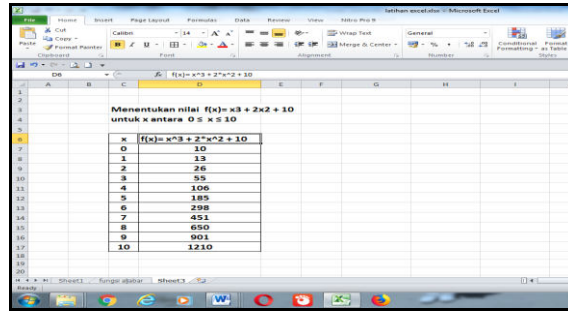 latihan excel.xlsx - Microsoft Excel
File Home Insert Page Layout Formulas Data Review View Nitro Pro 9
Cut
Copy
Format Painter
Paste
Clipboard
Calibri 14
B I U
Font
Wrap Text
Merge & Center
Alignment
General
Number
Conditional Formatting
Format as Table
Styles
D6 fx f(x)= x^3 + 2*x^2 + 10
A B C D E F G H I
1
2
3 Menentukan nilai f(x)= x3 + 2x2 + 10
4 untuk x antara 0 ≤ x ≤ 10
5
6 x f(x)= x^3 + 2*x^2 + 10
7 0 10
8 1 13
9 2 26
10 3 55
11 4 106
12 5 185
13 6 298
14 7 451
15 8 650
16 9 901
17 10 1210
18
19
20
Sheet1 fungsi aljabar Sheet3
Ready